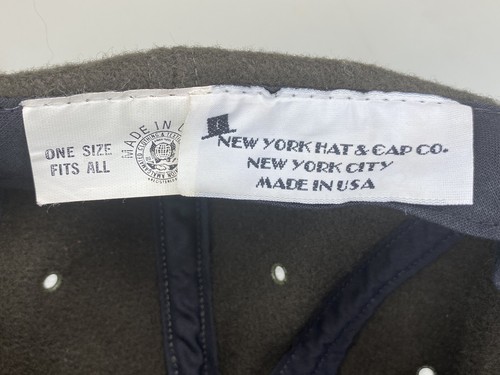 ONE SIZE
FITS ALL
MADE IN
NEW YORK HAT & CAP CO.
NEW YORK CITY
MADE IN USA